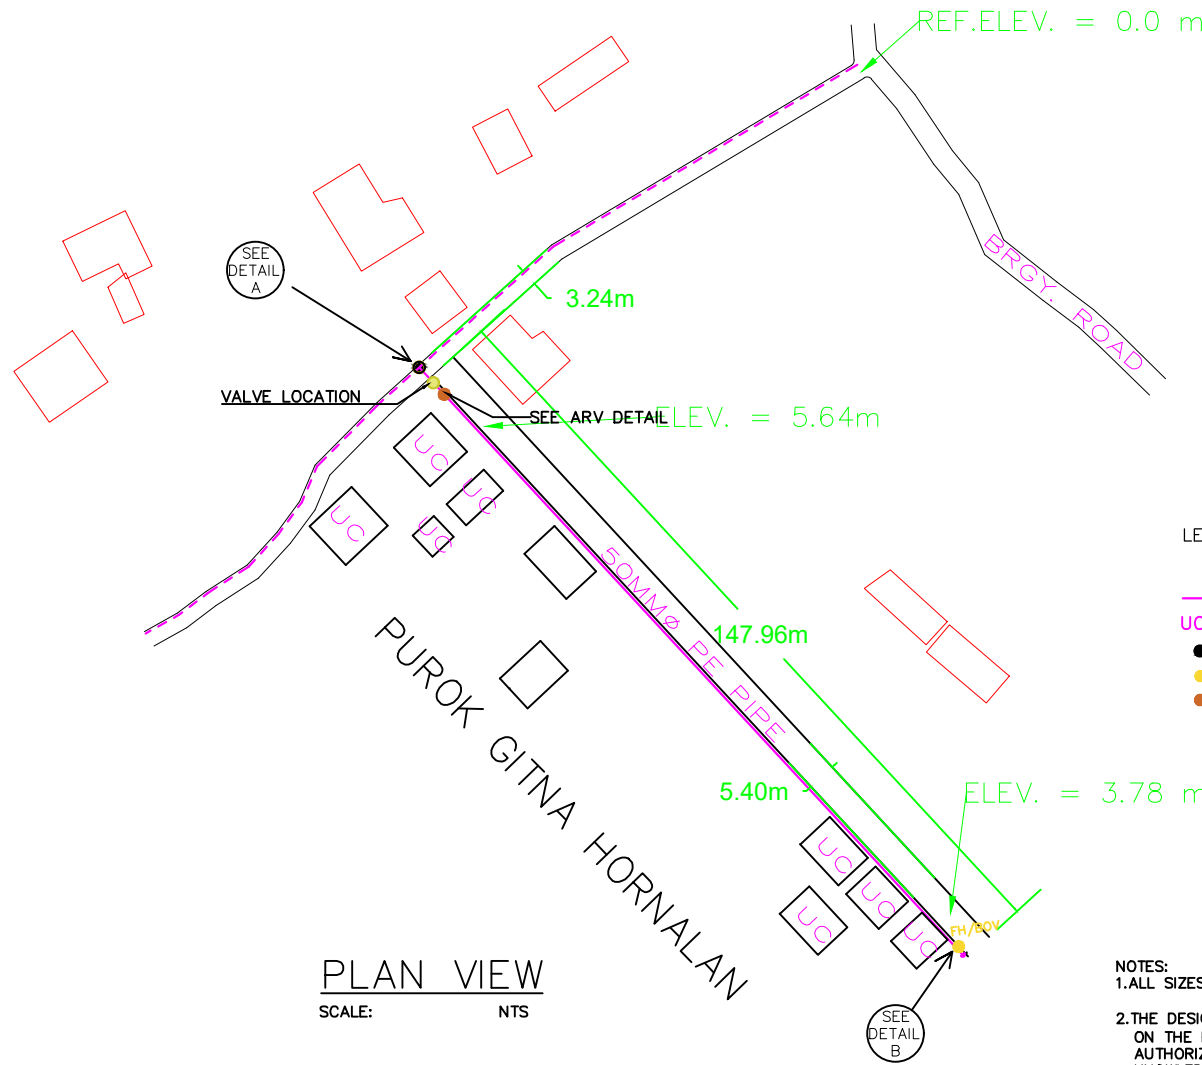 REF.ELEV. = 0.0 m
SEE
DETAIL
A
BRGY. ROAD
3.24m
VALVE LOCATION
SEE ARV DETAIL
ELEV. = 5.64m
UC
UC
UC
UC
50MMØ PE PIPE
147.96m
UC
PUROK GITNA HORNALAN
5.40m
ELEV. = 3.78 m
UC
UC
UC
UC
FH/BOV
PLAN VIEW
SCALE: NTS
SEE
DETAIL
B
NOTES:
1.ALL SIZES
2.THE
ON THE